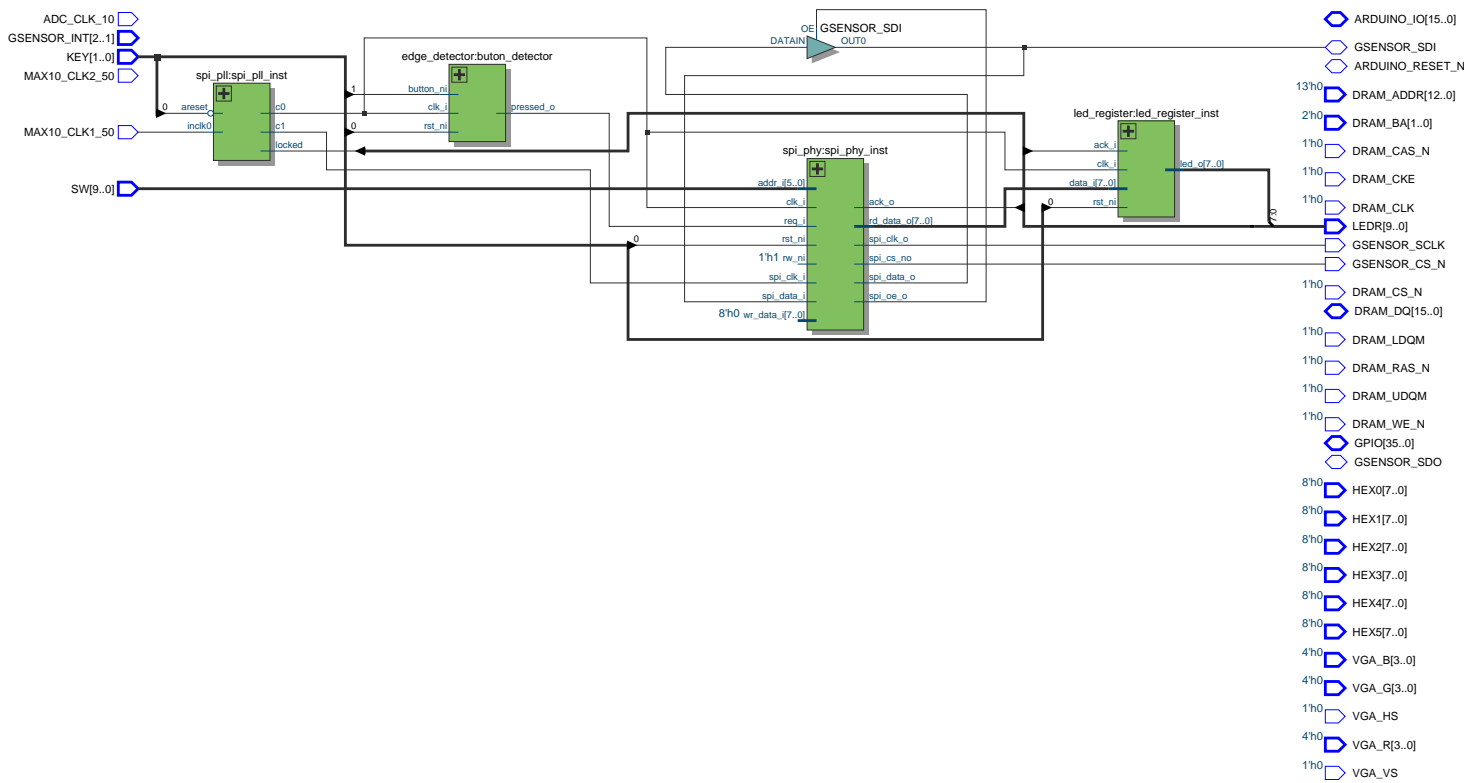 ADC_CLK_10
GSENSOR_INT[2..1]
KEY[1..0]
MAX10_CLK2_50
MAX10_CLK1_50
SW[9..0]
spi_pll:spi_pll_inst
0
areset
inclk0
c0
c1
locked
edge_detector:buton_detector
1
button_ni
clk_i
0
rst_ni
pressed_o
OE
GSENSOR_SDI
DATAIN
OUT0
spi_phy:spi_phy_inst
addr_i[5..0]
clk_i
req_i
0
rst_ni
1'h1 rw_ni
spi_clk_i
spi_data_i
8'h0 wr_data_i[7..0]
ack_o
rd_data_o[7..0]
spi_clk_o
spi_cs_no
spi_data_o
spi_oe_o
led_register:led_register_inst
ack_i
clk_i
data_i[7..0]
0
rst_ni
led_o[7..0]
7:0
ARDUINO_IO[15..0]
GSENSOR_SDI
ARDUINO_RESET_N
13'h0 DRAM_ADDR[12..0]
2'h0 DRAM_BA[1..0]
1'h0 DRAM_CAS_N
1'h0 DRAM_CKE
1'h0 DRAM_CLK
LEDR[9..0]
GSENSOR_SCLK
GSENSOR_CS_N
1'h0 DRAM_CS_N
DRAM_DQ[15..0]
1'h0 DRAM_LDQM
1'h0 DRAM_RAS_N
1'h0 DRAM_UDQM
1'h0 DRAM_WE_N
GPIO[35..0]
GSENSOR_SDO
8'h0 HEX0[7..0]
8'h0 HEX1[7..0]
8'h0 HEX2[7..0]
8'h0 HEX3[7..0]
8'h0 HEX4[7..0]
8'h0 HEX5[7..0]
4'h0 VGA_B[3..0]
4'h0 VGA_G[3..0]
1'h0 VGA_HS
4'h0 VGA_R[3..0]
1'h0 VGA_VS